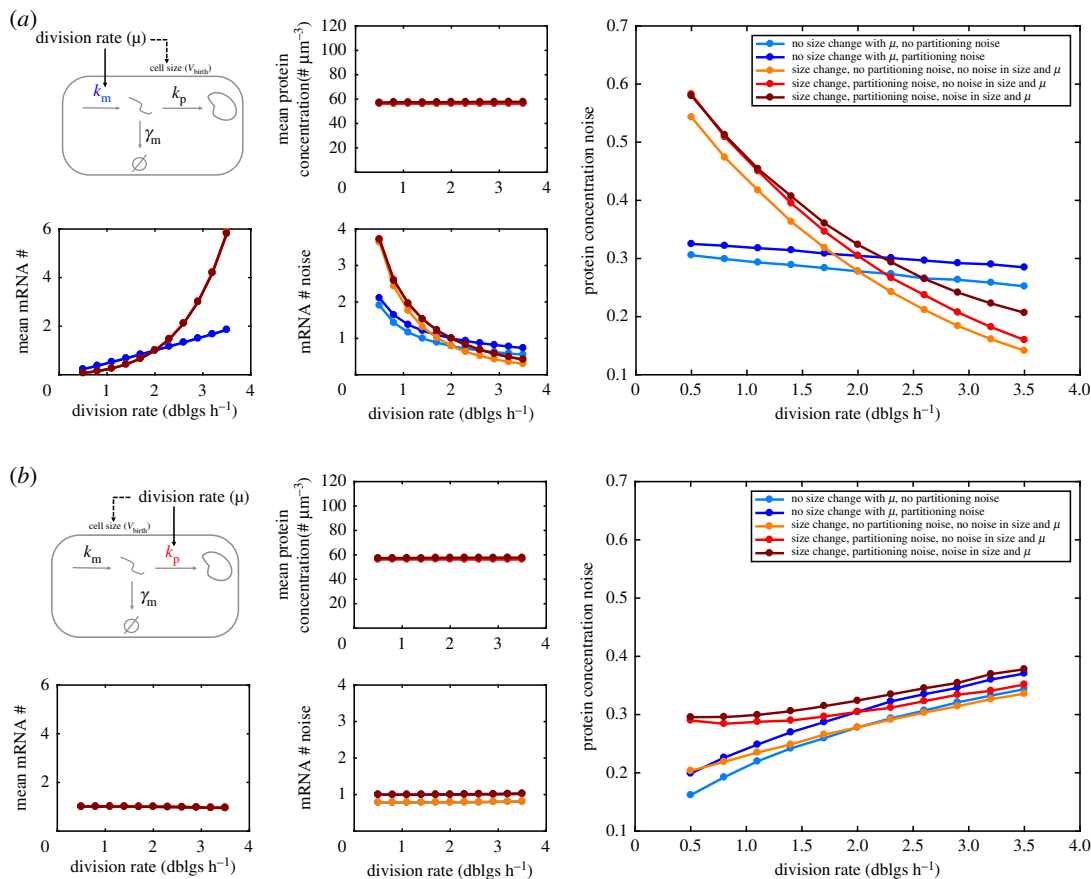 (a)
division rate (μ)
cell size (V_birth)
k_m
k_p
γ_m
∅
mean protein
concentration(# μm⁻³)
120
100
80
60
40
20
0
1
2
3
4
mean mRNA #
6
4
2
0
1
2
3
4
division rate (dblgs h⁻¹)
mRNA # noise
4
3
2
1
0
1
2
3
4
division rate (dblgs h⁻¹)
protein concentration noise
0.7
0.6
0.5
0.4
0.3
0.2
0.1
0
0.5
1.0
1.5
2.0
2.5
3.0
3.5
4.0
division rate (dblgs h⁻¹)
no size change with μ, no partitioning noise
no size change with μ, partitioning noise
size change, no partitioning noise, no noise in size and μ
size change, partitioning noise, no noise in size and μ
size change, partitioning noise, noise in size and μ
(b)
division rate (μ)
cell size (V_birth)
k_m
k_p
γ_m
∅
mean protein
concentration(# μm⁻³)
120
100
80
60
40
20
0
1
2
3
4
mean mRNA #
6
4
2
0
1
2
3
4
division rate (dblgs h⁻¹)
mRNA # noise
4
3
2
1
0
1
2
3
4
division rate (dblgs h⁻¹)
protein concentration noise
0.7
0.6
0.5
0.4
0.3
0.2
0.1
0
0.5
1.0
1.5
2.0
2.5
3.0
3.5
4.0
division rate (dblgs h⁻¹)
no size change with μ, no partitioning noise
no size change with μ, partitioning noise
size change, no partitioning noise, no noise in size and μ
size change, partitioning noise, no noise in size and μ
size change, partitioning noise, noise in size and μ